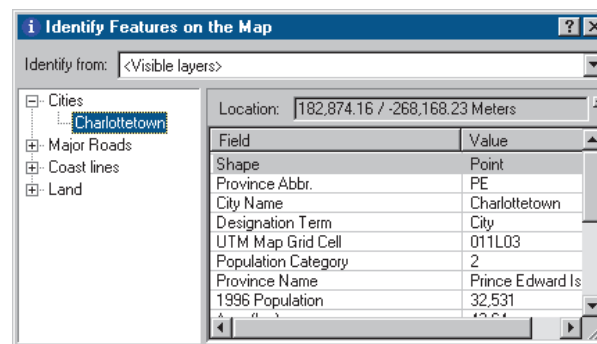 Identify Features on the Map
Identify from: <Visible layers>
Cities
Charlottetown
Major Roads
Coast lines
Land
Location: 182,874.16 / -268,168.23 Meters
Field Value
Shape Point
Province Abbr. PE
City Name Charlottetown
Designation Term City
UTM Map Grid Cell 011L03
Population Category 2
Province Name Prince Edward Is
1996 Population 32,531